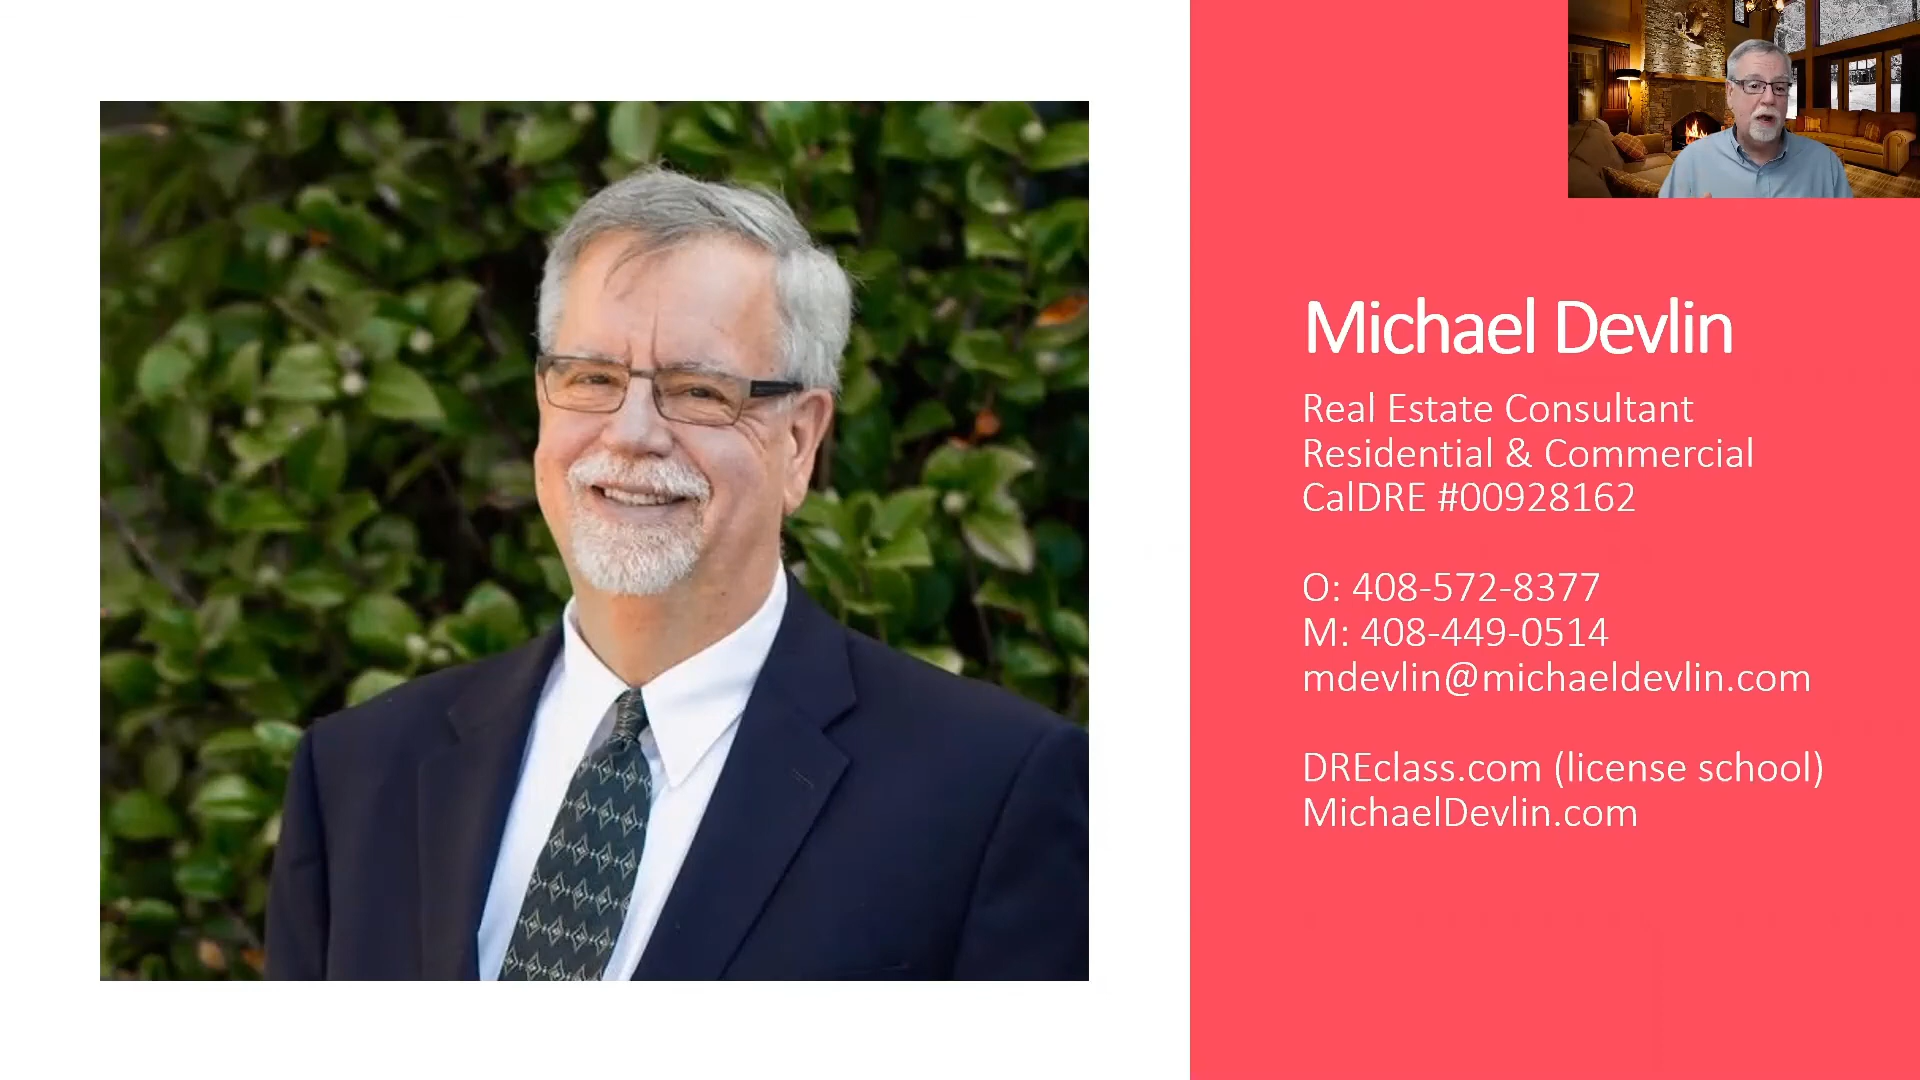 Michael Devlin
Real Estate Consultant
Residential & Commercial
CalDRE #00928162
O: 408-572-8377
M: 408-449-0514
mdevlin@michaeldevlin.com
DREclass.com (license school)
MichaelDevlin.com